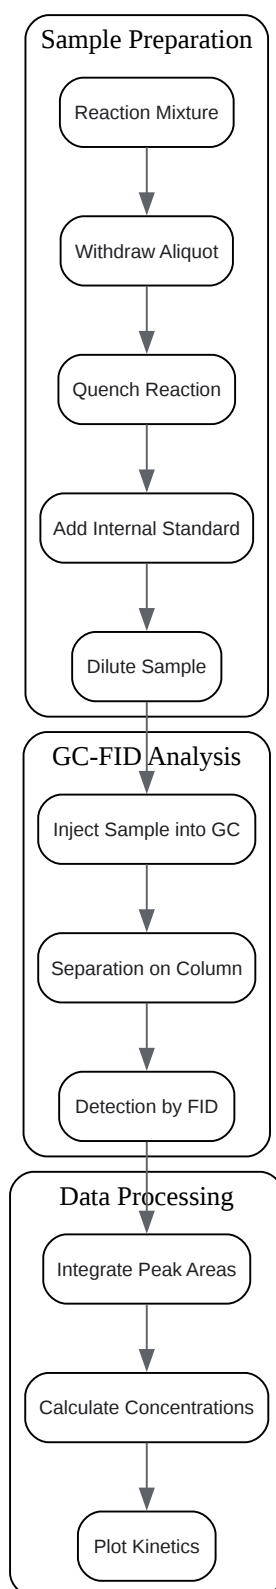 Sample Preparation
Reaction Mixture
Withdraw Aliquot
Quench Reaction
Add Internal Standard
Dilute Sample
GC-FID Analysis
Inject Sample into GC
Separation on Column
Detection by FID
Data Processing
Integrate Peak Areas
Calculate Concentrations
Plot Kinetics